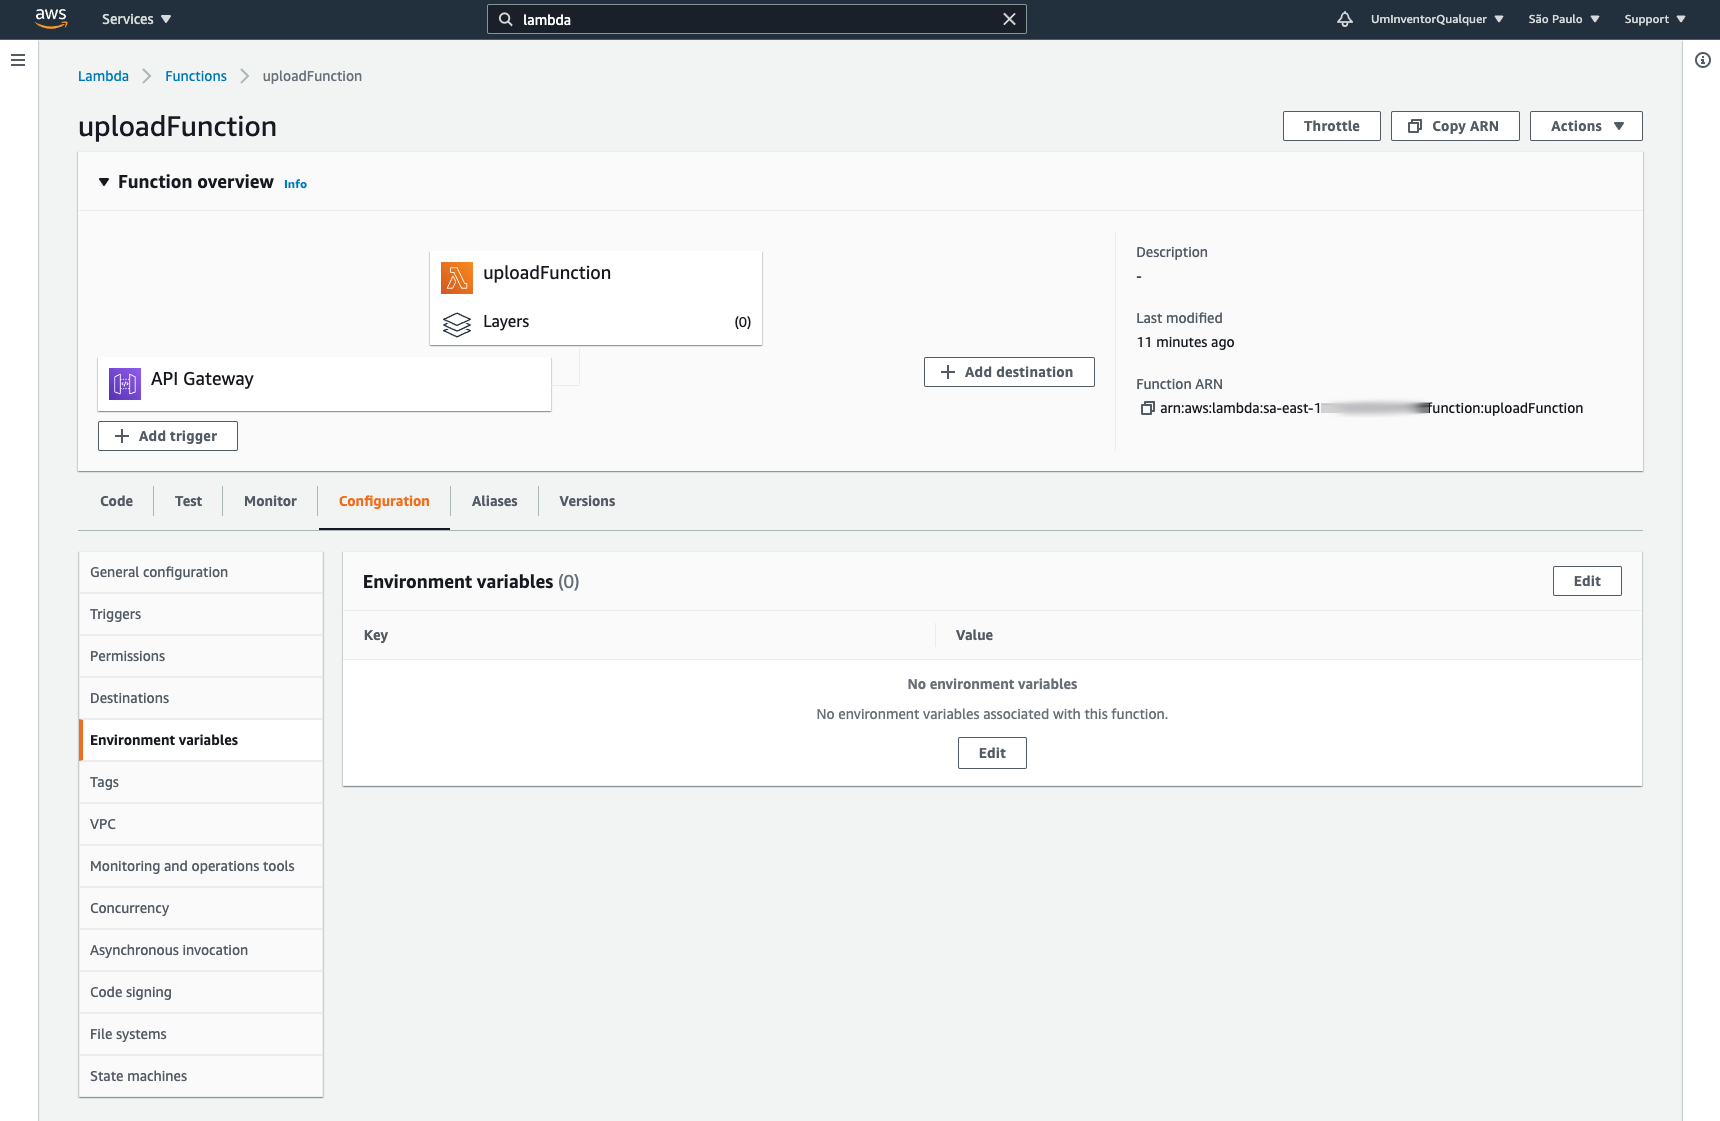 aws Services lambda UmInventorQualquer São Paulo Support
Lambda Functions uploadFunction
uploadFunction
Throttle Copy ARN Actions
Function overview Info
uploadFunction
Layers (0)
API Gateway
Add trigger
Add destination
Description
-
Last modified
11 minutes ago
Function ARN
arn:aws:lambda:sa-east-1 function:uploadFunction
Code Test Monitor Configuration Aliases Versions
General configuration
Triggers
Permissions
Destinations
Environment variables
Tags
VPC
Monitoring and operations tools
Concurrency
Asynchronous invocation
Code signing
File systems
State machines
Environment variables (0) Edit
Key Value
No environment variables
No environment variables associated with this function.
Edit